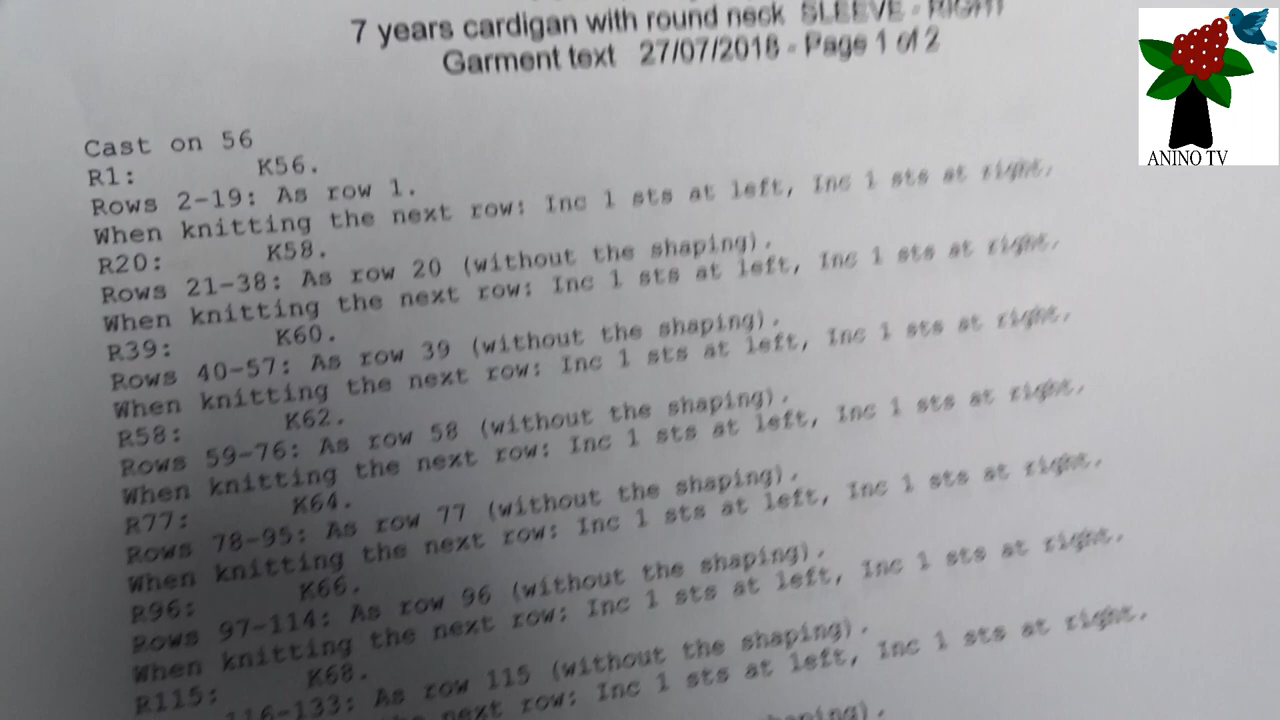 7 years cardigan with round neck SLEEVE - RIGHT
Garment text 27/07/2018 - Page 1 of 2
ANINO TV
Cast on 56
R1: K56.
Rows 2-19: As row 1.
When knitting the next row: Inc 1 sts at left, Inc 1 sts at right.
R20: K58.
Rows 21-38: As row 20 (without the shaping).
When knitting the next row: Inc 1 sts at left, Inc 1 sts at right.
R39: K60.
Rows 40-57: As row 39 (without the shaping).
When knitting the next row: Inc 1 sts at left, Inc 1 sts at right.
R58: K62.
Rows 59-76: As row 58 (without the shaping).
When knitting the next row: Inc 1 sts at left, Inc 1 sts at right.
R77: K64.
Rows 78-95: As row 77 (without the shaping).
When knitting the next row: Inc 1 sts at left, Inc 1 sts at right.
R96: K66.
Rows 97-114: As row 96 (without the shaping).
When knitting the next row: Inc 1 sts at left, Inc 1 sts at right.
R115: K68.
116-133: As row 115 (without the shaping).
the next row: Inc 1 sts at left, Inc 1 sts at right.
shaping).